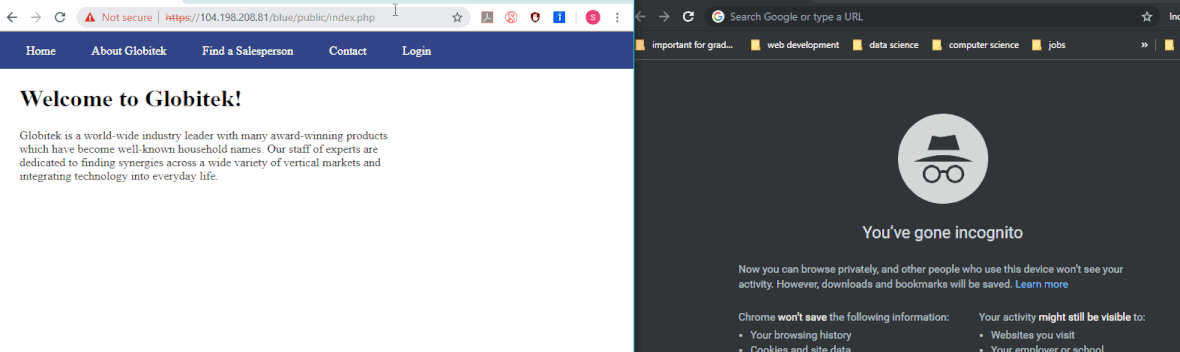 Not secure https://104.198.208.81/blue/public/index.php
S
Home About Globitek Find a Salesperson Contact Login
Welcome to Globitek!
Globitek is a world-wide industry leader with many award-winning products
which have become well-known household names. Our staff of experts are
dedicated to finding synergies across a wide variety of vertical markets and
integrating technology into everyday life.
Search Google or type a URL
Inc
important for grad... web development data science computer science jobs »
You've gone incognito
Now you can browse privately, and other people who use this device won't see your
activity. However, downloads and bookmarks will be saved. Learn more
Chrome won't save the following information:
• Your browsing history
• Cookies and site data
Your activity might still be visible to:
• Websites you visit
• Your employer or school